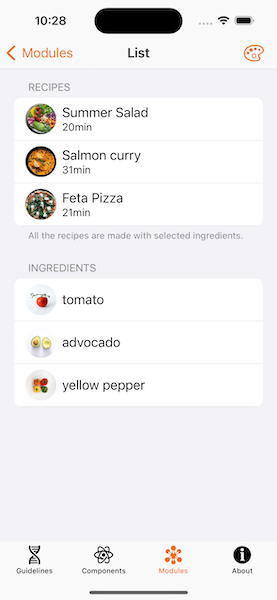 10:28
Modules
List
RECIPES
Summer Salad
20min
Salmon curry
31min
Feta Pizza
21min
All the recipes are made with selected ingredients.
INGREDIENTS
tomato
advocado
yellow pepper
Guidelines
Components
Modules
About